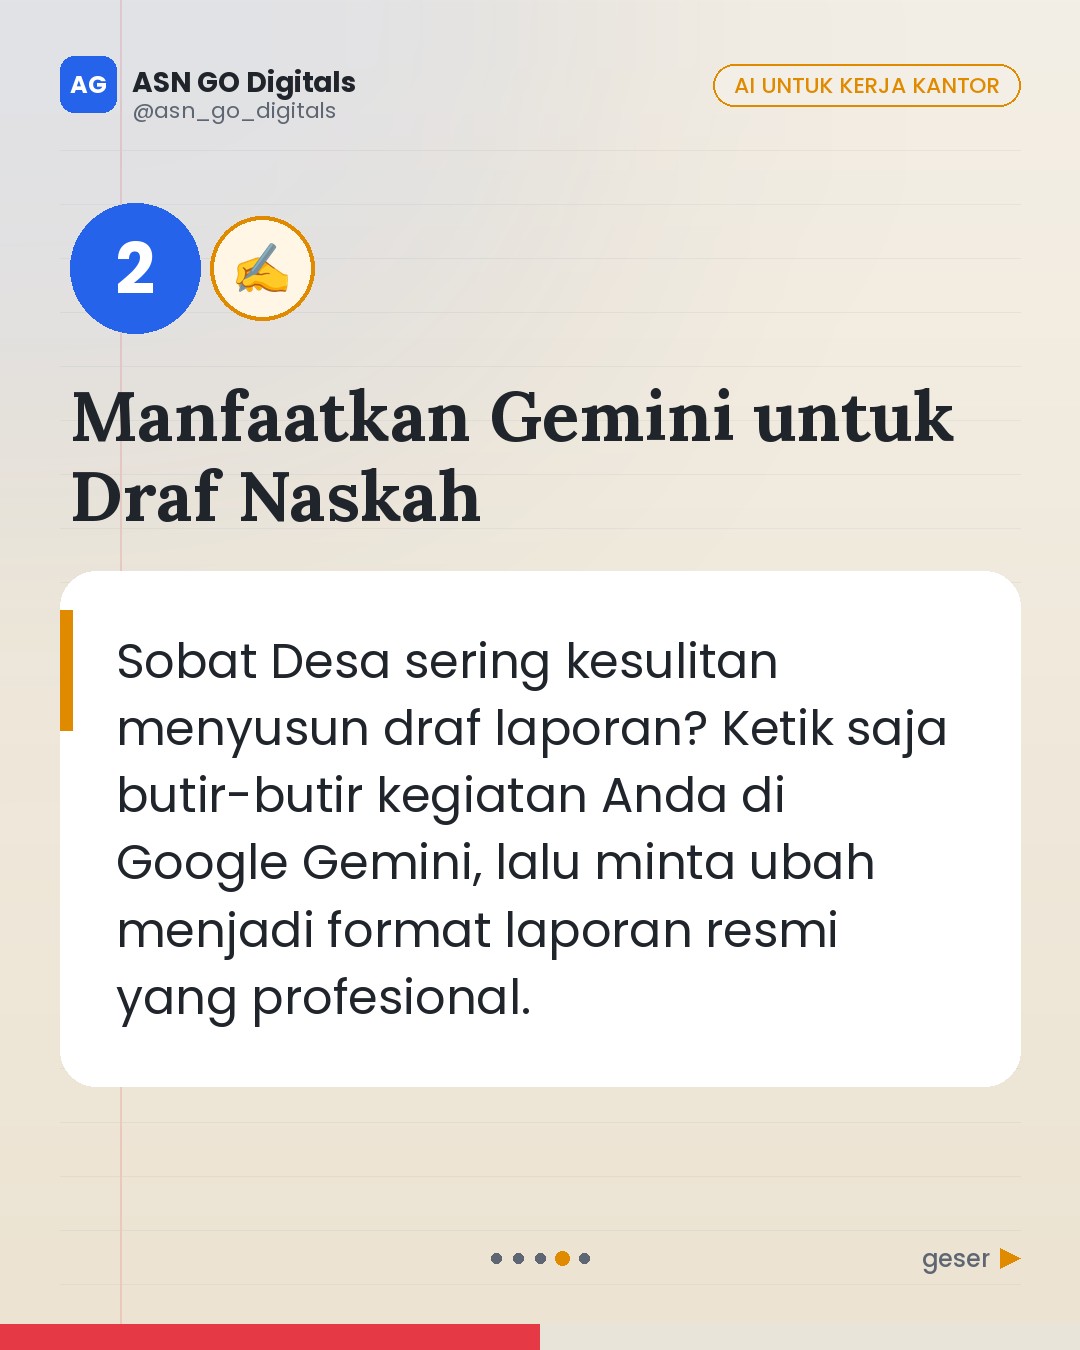 AG
ASN GO Digitals
@asn_go_digitals
AI UNTUK KERJA KANTOR
2
Manfaatkan Gemini untuk
Draf Naskah
Sobat Desa sering kesulitan
menyusun draf laporan? Ketik saja
butir-butir kegiatan Anda di
Google Gemini, lalu minta ubah
menjadi format laporan resmi
yang profesional.
geser